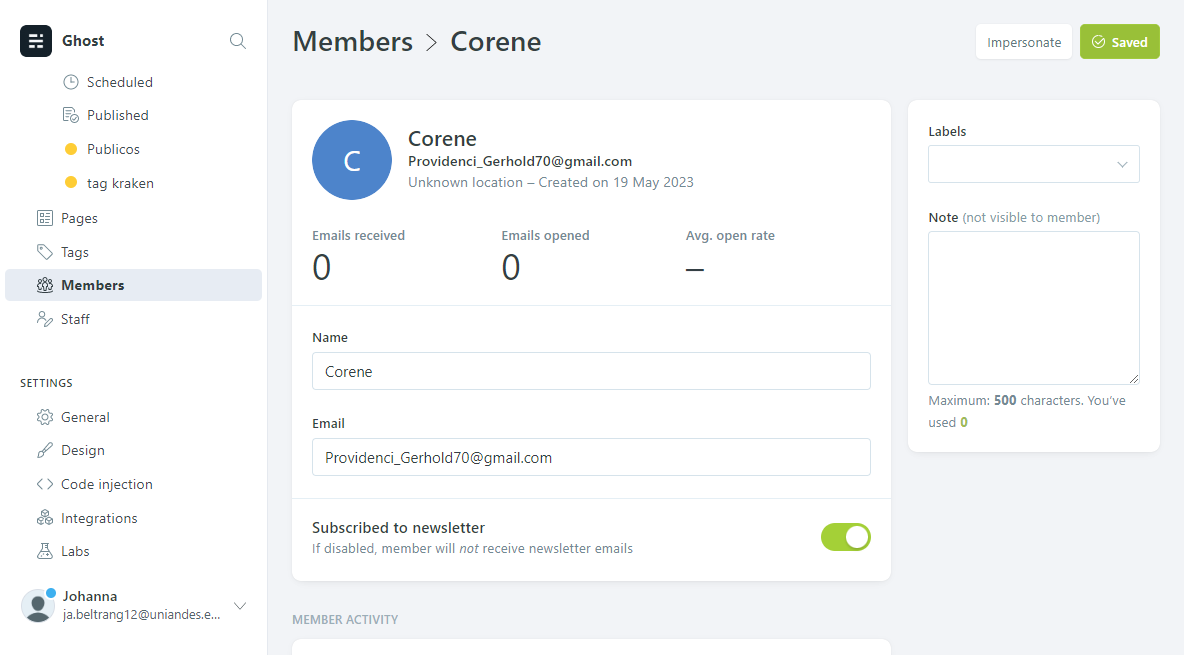 Ghost
Scheduled
Published
Publicos
tag kraken
Pages
Tags
Members
Staff
SETTINGS
General
Design
Code injection
Integrations
Labs
Johanna
ja.beltrang12@uniandes.e...
Members > Corene
Impersonate
Saved
C
Corene
Providenci_Gerhold70@gmail.com
Unknown location – Created on 19 May 2023
Emails received
0
Emails opened
0
Avg. open rate
–
Name
Corene
Email
Providenci_Gerhold70@gmail.com
Subscribed to newsletter
If disabled, member will not receive newsletter emails
MEMBER ACTIVITY
Labels
Note (not visible to member)
Maximum: 500 characters. You’ve
used 0